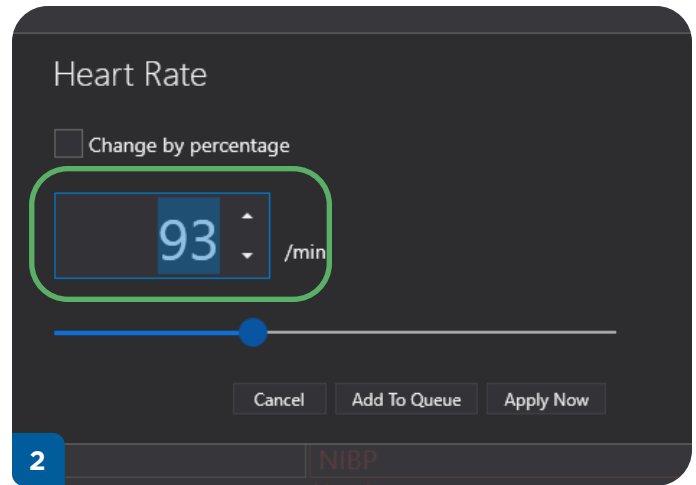 Heart Rate
Change by percentage
93 /min
Cancel Add To Queue Apply Now
2 NIBP